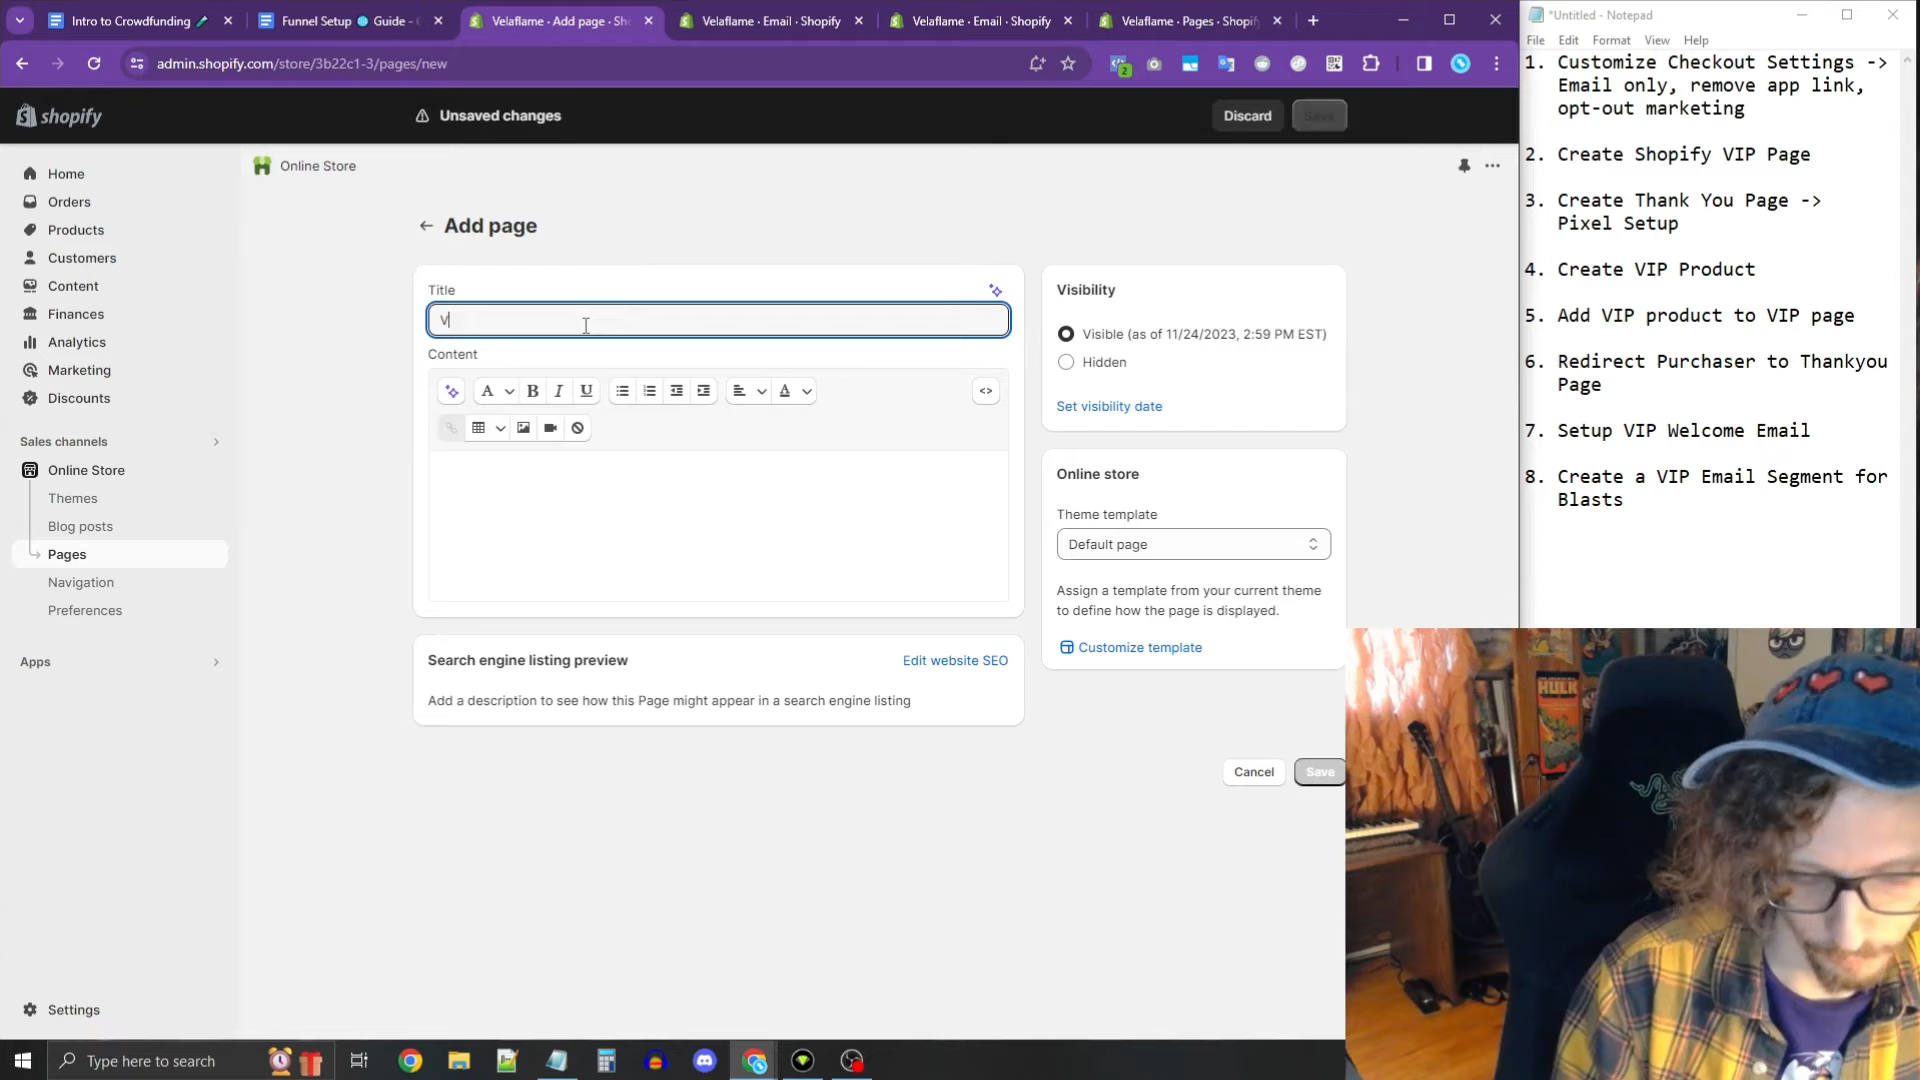 Intro to Crowdfunding
Funnel Setup
Guide -
Velaflame · Add page · Sh
Velaflame · Email · Shopify
Velaflame · Email · Shopify
Velaflame · Pages · Shopif
admin.shopify.com/store/3b22c1-3/pages/new
2
shopify
Unsaved changes
Discard
Save
Online Store
Home
Orders
Products
Customers
Content
Finances
Analytics
Marketing
Discounts
Sales channels
Online Store
Themes
Blog posts
Pages
Navigation
Preferences
Apps
Settings
Add page
Title
V
Content
A
B
I
U
A
Search engine listing preview
Edit website SEO
Add a description to see how this Page might appear in a search engine listing
Visibility
Visible (as of 11/24/2023, 2:59 PM EST)
Hidden
Set visibility date
Online store
Theme template
Default page
Assign a template from your current theme
to define how the page is displayed.
Customize template
Cancel
Save
*Untitled - Notepad
File
Edit
Format
View
Help
1. Customize Checkout Settings ->
Email only, remove app link,
opt-out marketing
2. Create Shopify VIP Page
3. Create Thank You Page ->
Pixel Setup
4. Create VIP Product
5. Add VIP product to VIP page
6. Redirect Purchaser to Thankyou
Page
7. Setup VIP Welcome Email
8. Create a VIP Email Segment for
Blasts
HULK
Type here to search